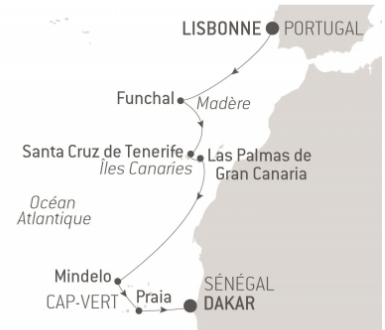 LISBONNE PORTUGAL
Funchal
Madère
Santa Cruz de Tenerife
Las Palmas de
Îles Canaries
Gran Canaria
Océan
Atlantique
Mindelo
CAP-VERT
Praia
SÉNÉGAL
DAKAR